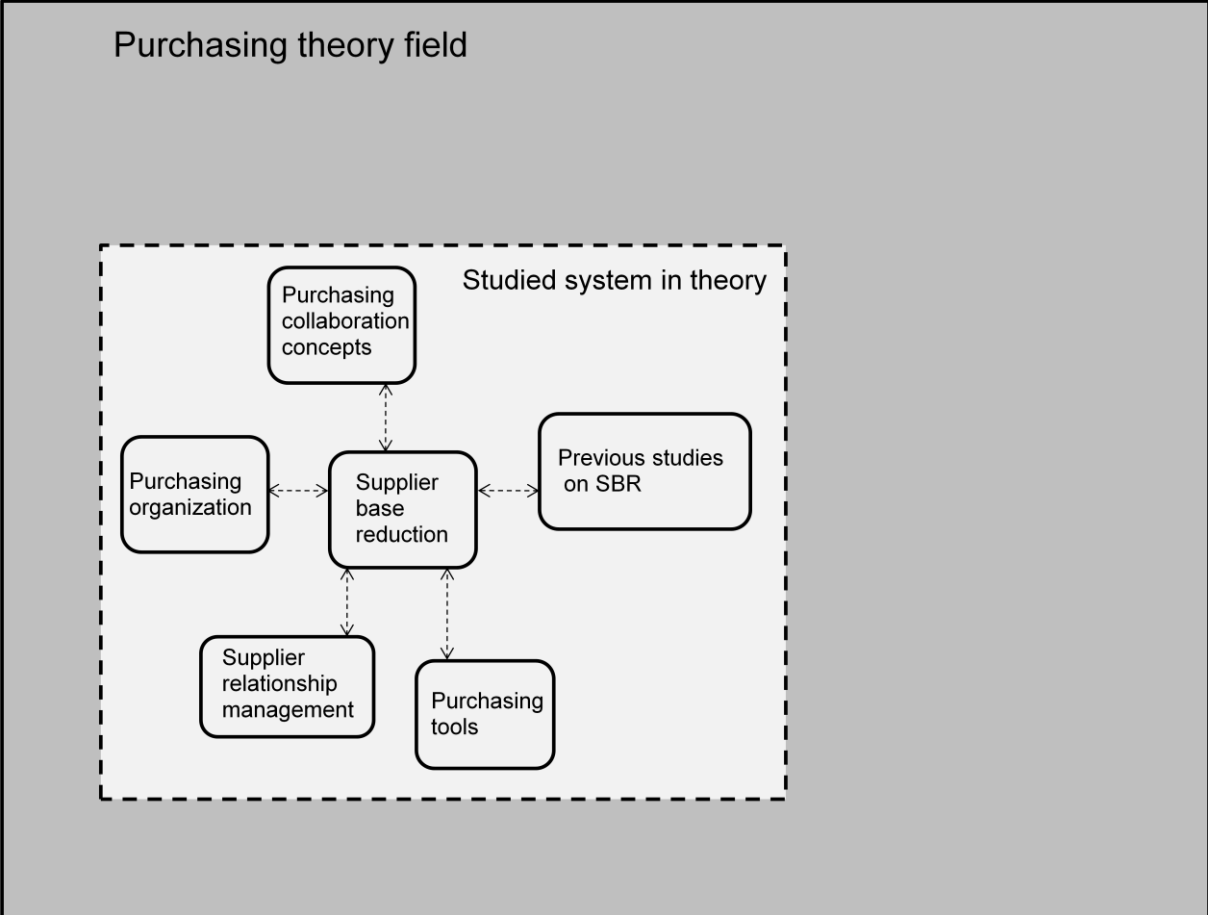 Purchasing theory field
Studied system in theory
Purchasing
collaboration
concepts
Purchasing
organization
Supplier
base
reduction
Previous studies
on SBR
Supplier
relationship
management
Purchasing
tools